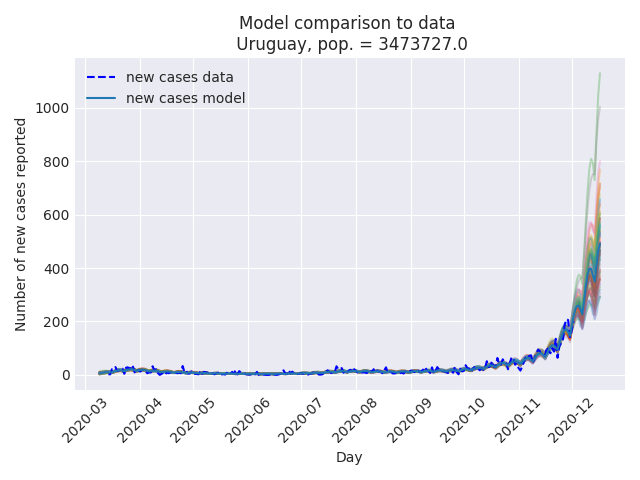 Model comparison to data
Uruguay, pop. = 3473727.0
new cases data
new cases model
Number of new cases reported
1000
800
600
400
200
0
2020-03
2020-04
2020-05
2020-06
2020-07
2020-08
2020-09
2020-10
2020-11
2020-12
Day